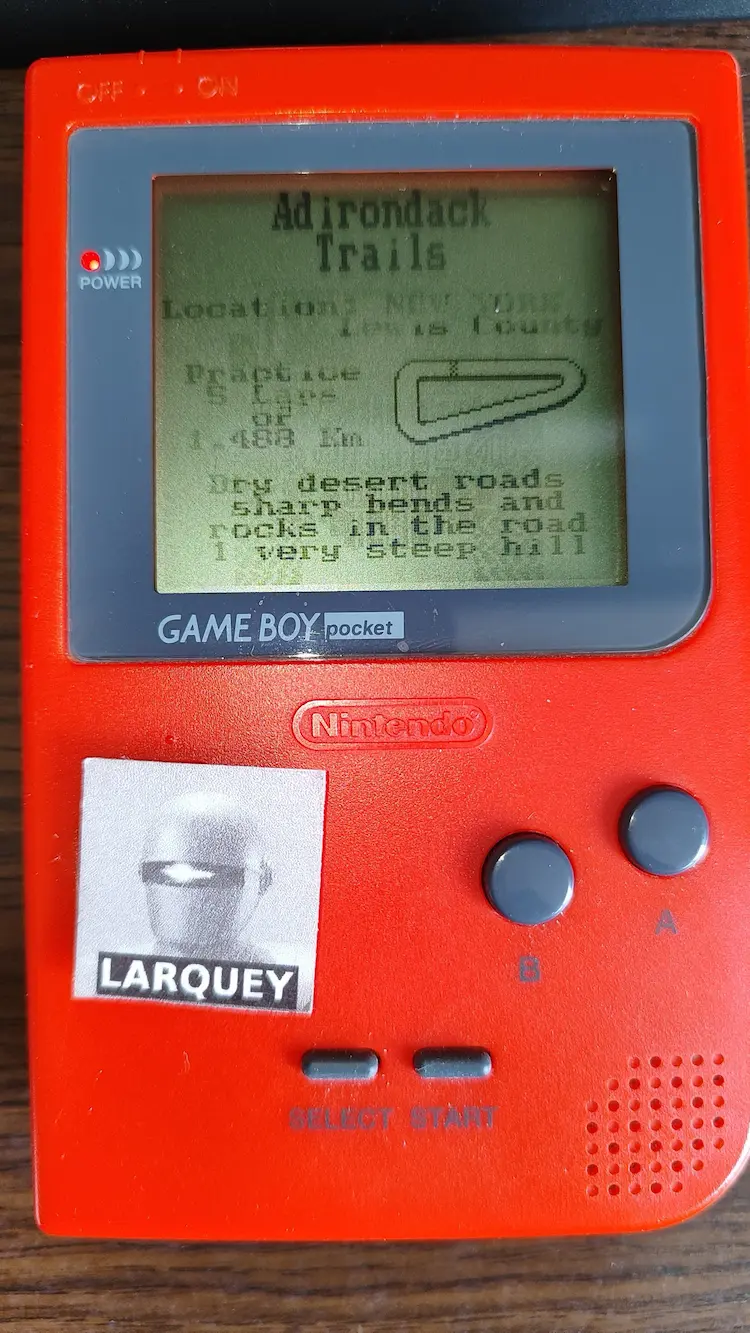 OFF ON
Adirondack
Trails
Location: NEW YORK
Lewis County
Practice
5 Laps
or
1.488 Km
Dry desert roads
sharp bends and
rocks in the road
1 very steep hill
POWER
GAME BOY pocket
Nintendo®
LARQUEY
A
B
SELECT START